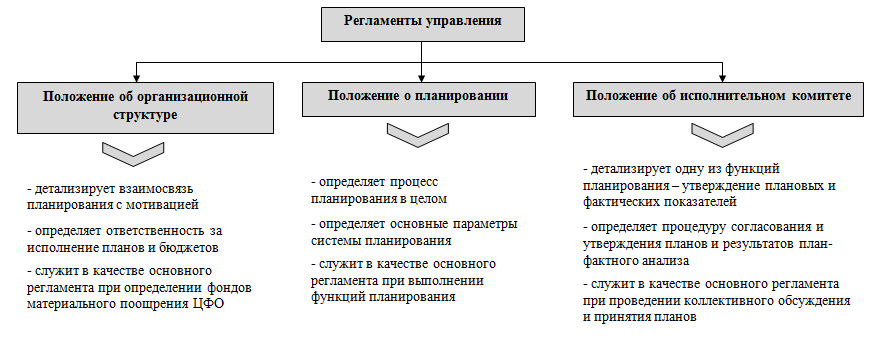 Регламенты управления
Положение об организационной
структуре
- детализирует взаимосвязь
планирования с мотивацией
- определяет ответственность за
исполнение планов и бюджетов
- служит в качестве основного
регламента при определении фондов
материального поощрения ЦФО
Положение о планировании
- определяет процесс
планирования в целом
- определяет основные параметры
системы планирования
- служит в качестве основного
регламента при выполнении
функций планирования
Положение об исполнительном комитете
- детализирует одну из функций
планирования – утверждение плановых и
фактических показателей
- определяет процедуру согласования и
утверждения планов и результатов план-
фактного анализа
- служит в качестве основного регламента
при проведении коллективного обсуждения
и принятия планов